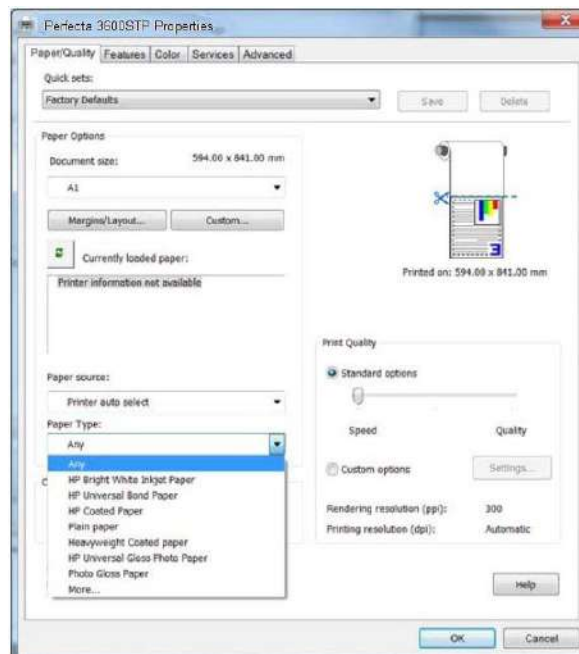 Perfecta 3600STP Properties
Paper/Quality Features Color Services Advanced
Quick sets:
Factory Defaults
Save Delete
Paper Options
Document size: 594.00 x 841.00 mm
A1
Margins/Layout... Custom...
Currently loaded paper:
Printer information not available
Printed on: 594.00 x 841.00 mm
3
Paper source:
Printer auto select
Paper Type:
Any
Any
HP Bright White Inkjet Paper
HP Universal Bond Paper
HP Coated Paper
Plain paper
Heavyweight Coated paper
HP Universal Gloss Photo Paper
Photo Gloss Paper
More...
Print Quality
Standard options
Speed Quality
Custom options Settings...
Rendering resolution (ppi): 300
Printing resolution (dpi): Automatic
Help
OK Cancel